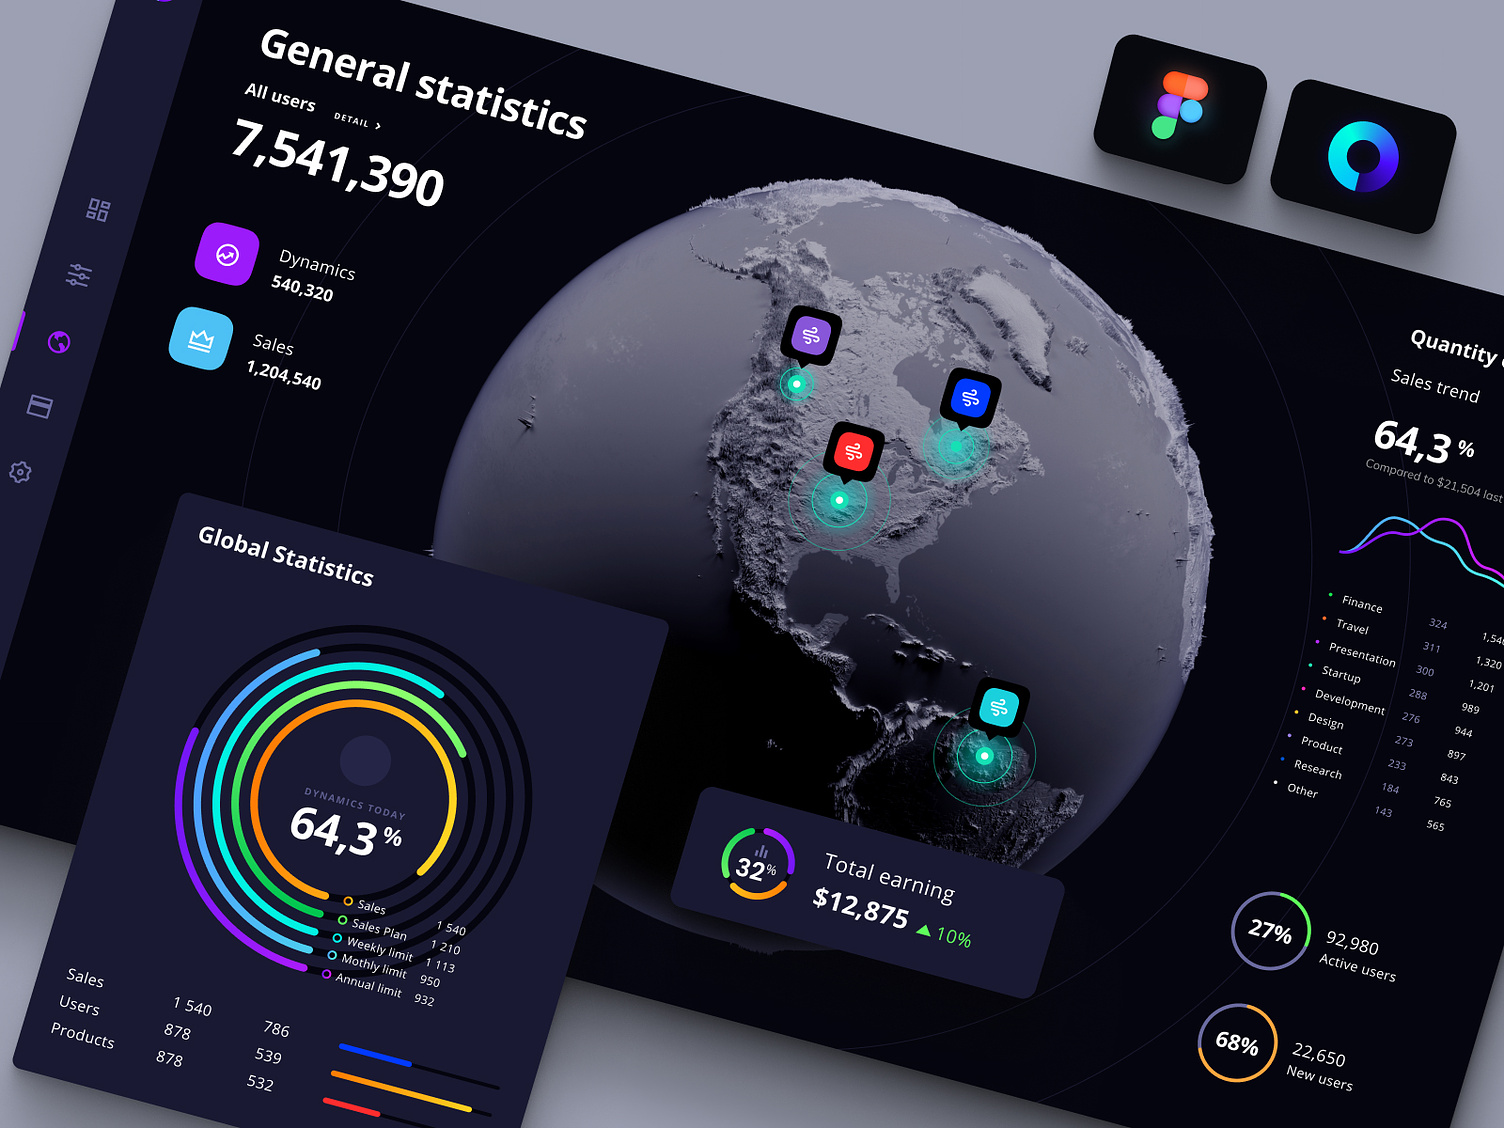 General statistics
All users
DETAIL >
7,541,390
Dynamics
540,320
Sales
1,204,540
Global Statistics
DYNAMICS TODAY
64,3 %
Sales 1 540
Sales Plan 1 210
Weekly limit 1 113
Mothly limit 950
Annual limit 932
Sales 1 540 786
Users 878 539
Products 878 532
32%
Total earning
$12,875 ▲ 10%
Quantity
Sales trend
64,3 %
Compared to $21,504 last
Finance 324
Travel 311 1,320
Presentation 300 1,201
Startup 288 989
Development 276 944
Design 273 897
Product 233 843
Research 184 765
Other 143 565
27%
92,980
Active users
68%
22,650
New users